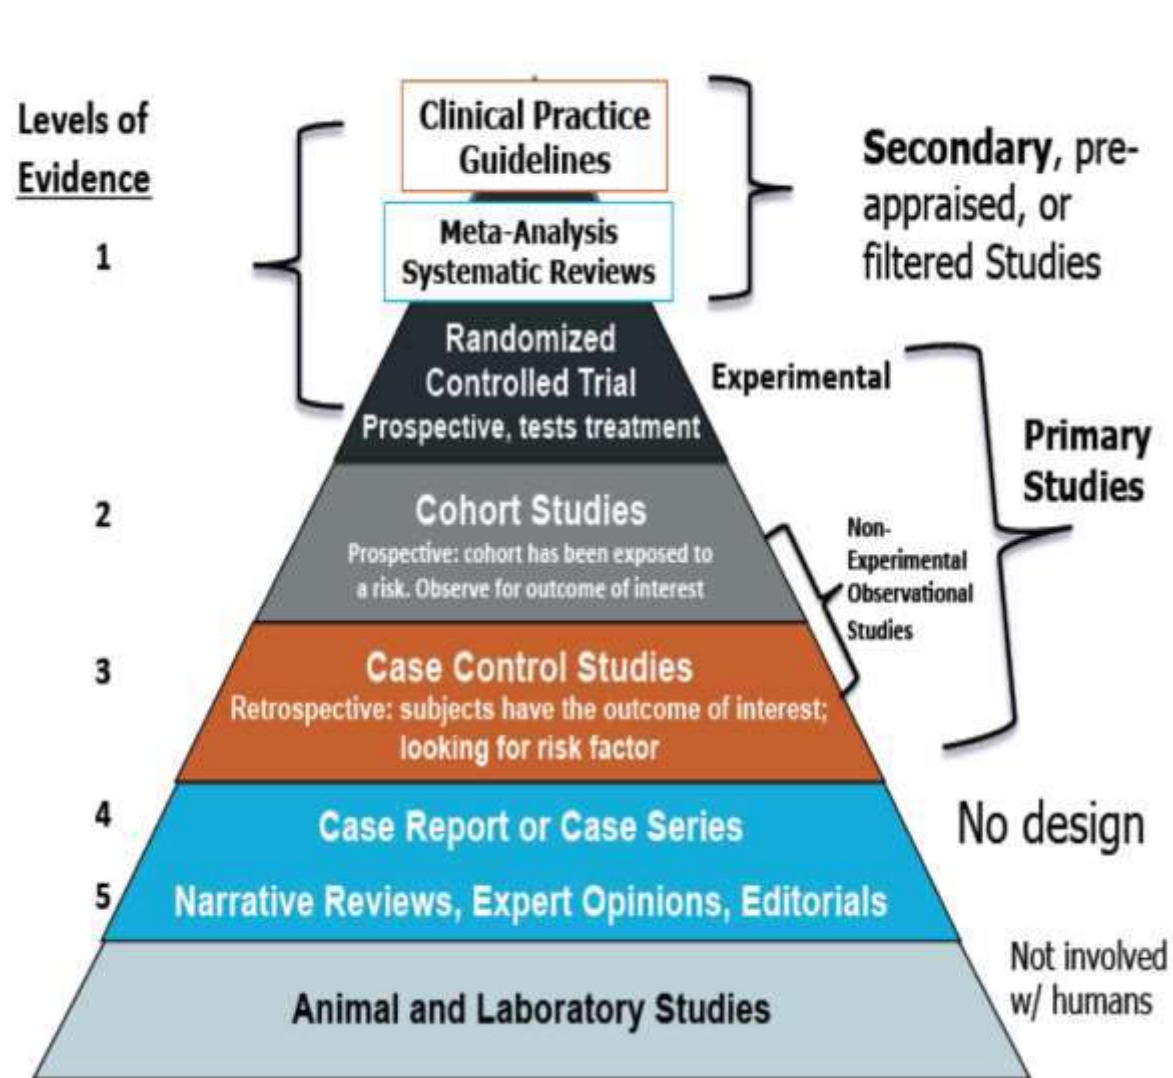 Levels of
Evidence
Clinical Practice
Guidelines
Secondary, pre-
appraised, or
filtered Studies
1
Meta-Analysis
Systematic Reviews
Randomized
Controlled Trial
Prospective, tests treatment
Experimental
Primary
Studies
2
Cohort Studies
Prospective: cohort has been exposed to
a risk. Observe for outcome of interest
Non-
Experimental
Observational
Studies
3
Case Control Studies
Retrospective: subjects have the outcome of interest;
looking for risk factor
4
Case Report or Case Series
No design
5
Narrative Reviews, Expert Opinions, Editorials
Animal and Laboratory Studies
Not involved
w/ humans